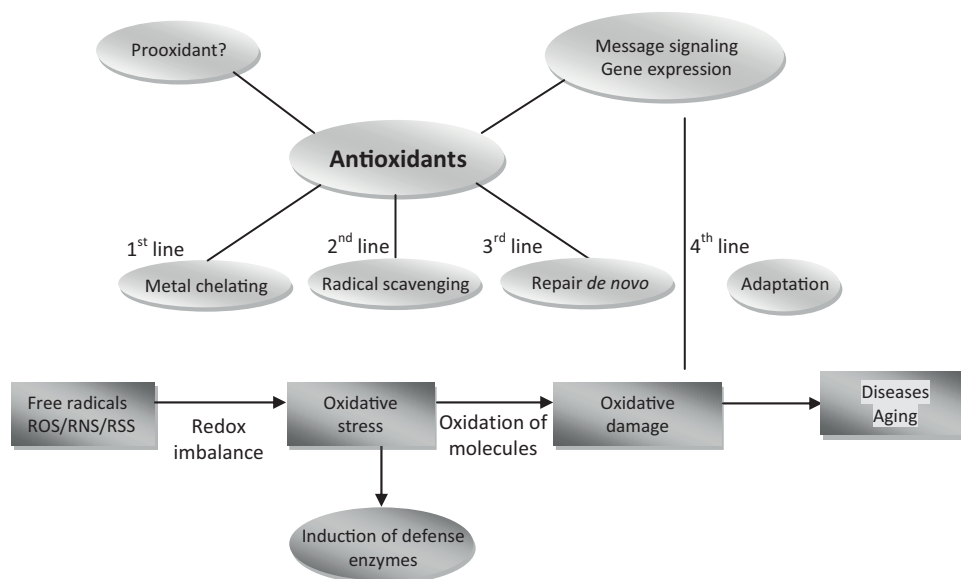 Prooxidant?
Message signaling
Gene expression
Antioxidants
1st line
2nd line
3rd line
4th line
Metal chelating
Radical scavenging
Repair de novo
Adaptation
Free radicals
ROS/RNS/RSS
Redox
imbalance
Oxidative
stress
Oxidation of
molecules
Oxidative
damage
Diseases
Aging
Induction of defense
enzymes